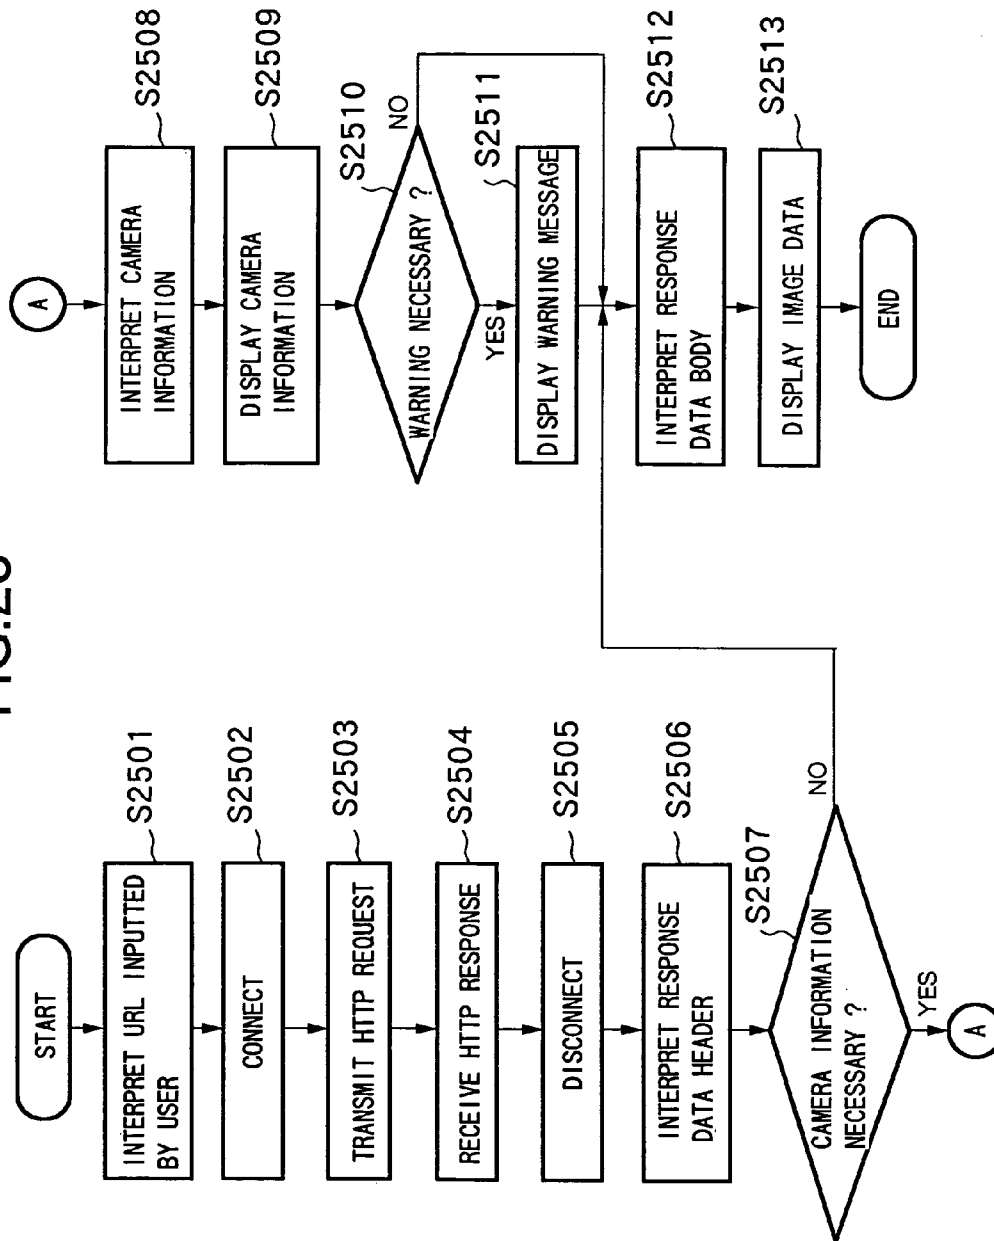 START
INTERPRET URL INPUTTED
BY USER
S2501
CONNECT
S2502
TRANSMIT HTTP REQUEST
S2503
RECEIVE HTTP RESPONSE
S2504
DISCONNECT
S2505
INTERPRET RESPONSE
DATA HEADER
S2506
CAMERA INFORMATION
NECESSARY ?
S2507
NO
YES
A
A
INTERPRET CAMERA
INFORMATION
S2508
DISPLAY CAMERA
INFORMATION
S2509
WARNING NECESSARY ?
S2510
NO
YES
DISPLAY WARNING MESSAGE
S2511
INTERPRET RESPONSE
DATA BODY
S2512
DISPLAY IMAGE DATA
S2513
END